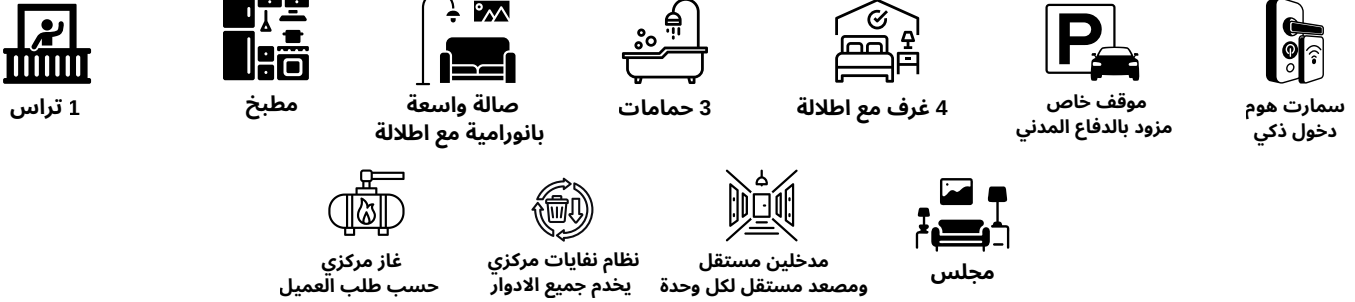 سمارت هوم
دخول ذكي
موقف خاص
مزود بالدفاع المدني
4 غرف مع اطلالة
3 حمامات
صالة واسعة
بانورامية مع اطلالة
مطبخ
1 تراس
مجلس
مدخلين مستقل
ومصعد مستقل لكل وحدة
نظام نفايات مركزي
يخدم جميع الادوار
غاز مركزي
حسب طلب العميل
P